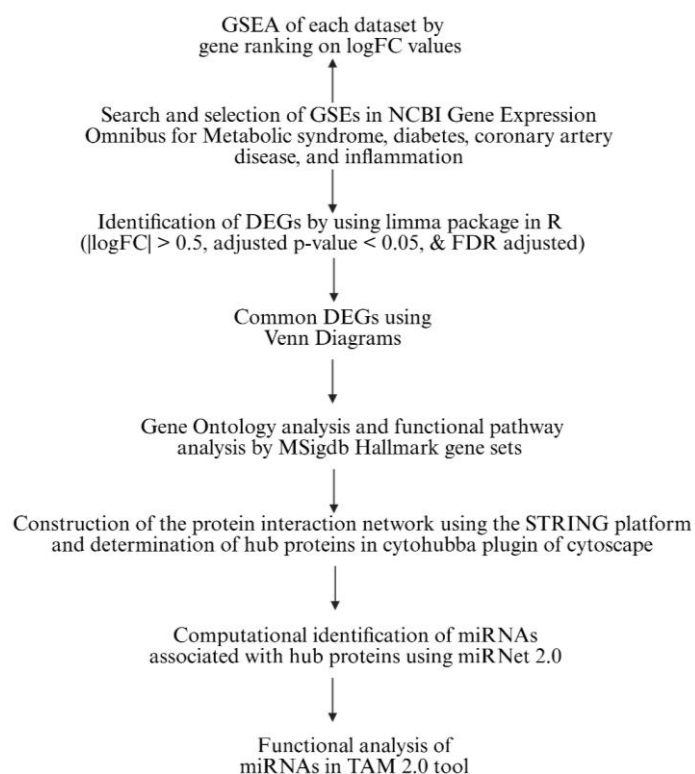 GSEA of each dataset by
gene ranking on logFC values
Search and selection of GSEs in NCBI Gene Expression
Omnibus for Metabolic syndrome, diabetes, coronary artery
disease, and inflammation
Identification of DEGs by using limma package in R
(|logFC| > 0.5, adjusted p-value < 0.05, & FDR adjusted)
Common DEGs using
Venn Diagrams
Gene Ontology analysis and functional pathway
analysis by MSigdb Hallmark gene sets
Construction of the protein interaction network using the STRING platform
and determination of hub proteins in cytohubba plugin of cytoscape
Computational identification of miRNAs
associated with hub proteins using miRNet 2.0
Functional analysis of
miRNAs in TAM 2.0 tool